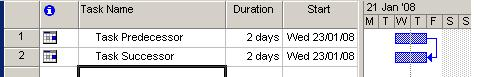 Task Name Duration Start 21 Jan '08
M T W T F S S
1 Task Predecessor 2 days Wed 23/01/08
2 Task Successor 2 days Wed 23/01/08